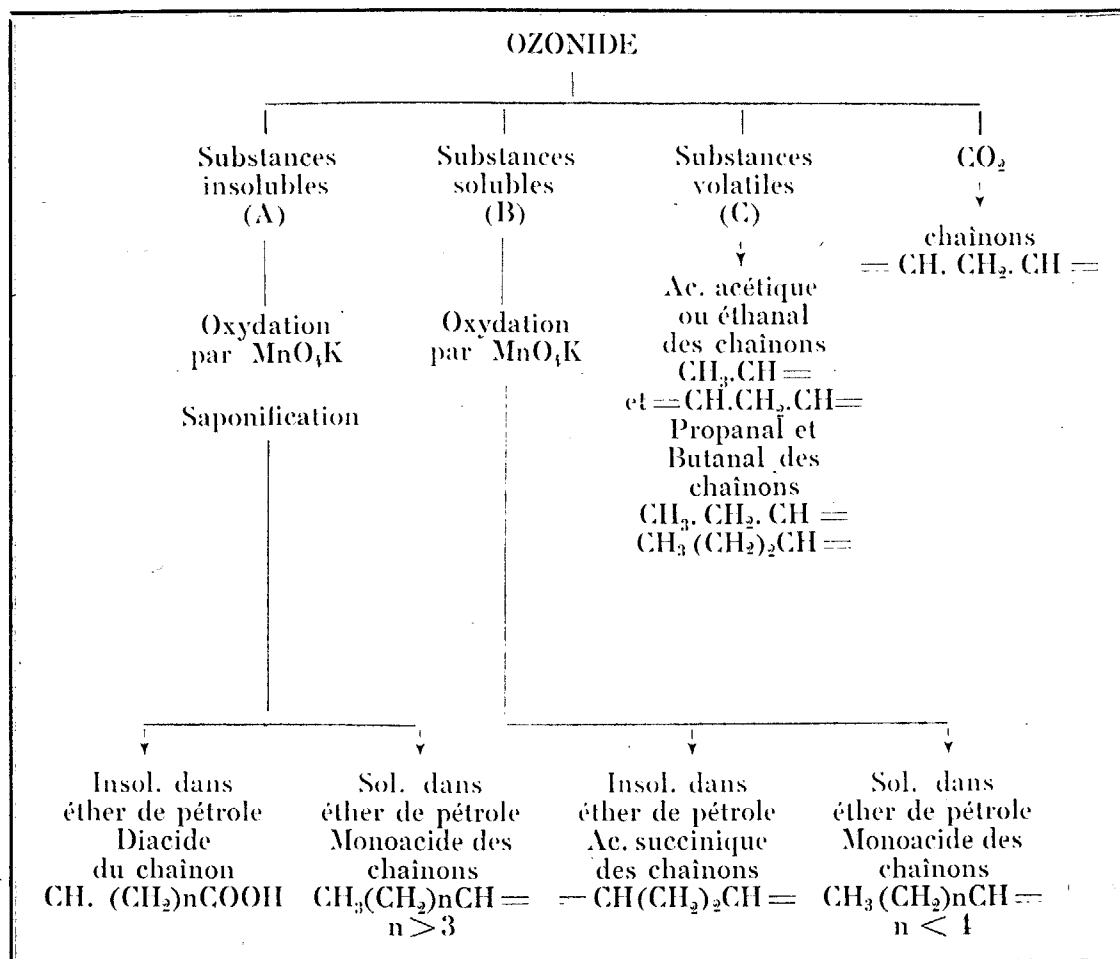 OZONIDE
Substances
insolubles
(A)
Oxydation
par MnO₄K
Saponification
Substances
solubles
(B)
Oxydation
par MnO₄K
Substances
volatiles
(C)
Ac. acétique
ou éthanal
des chaînons
CH₃.CH=
et =CH.CH₂.CH=
Propanal et
Butanal des
chaînons
CH₃.CH₂.CH=
CH₃(CH₂)₂CH=
CO₂
chaînons
=CH.CH₂.CH=
Insol. dans
éther de pétrole
Diacide
du chaînon
CH. (CH₂)nCOOH
Sol. dans
éther de pétrole
Monoacide des
chaînons
CH₃(CH₂)nCH=
n>3
Insol. dans
éther de pétrole
Ac. succinique
des chaînons
=CH(CH₂)₂CH=
Sol. dans
éther de pétrole
Monoacide des
chaînons
CH₃(CH₂)nCH=
n < 4